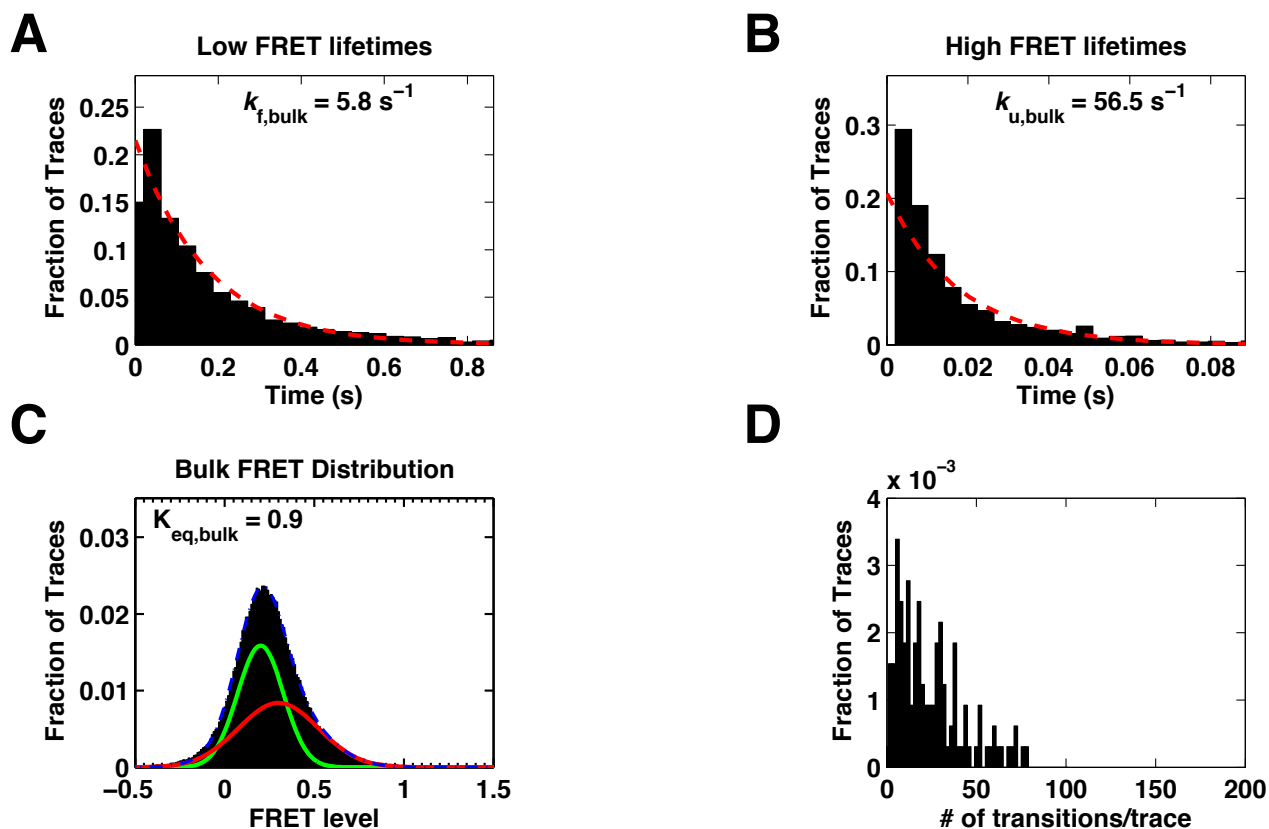 A
Low FRET lifetimes
k_f,bulk = 5.8 s⁻¹
Fraction of Traces
0.25
0.2
0.15
0.1
0.05
0
0
0.2
0.4
0.6
0.8
Time (s)
B
High FRET lifetimes
k_u,bulk = 56.5 s⁻¹
Fraction of Traces
0.3
0.2
0.1
0
0
0.02
0.04
0.06
0.08
Time (s)
C
Bulk FRET Distribution
K_eq,bulk = 0.9
Fraction of Traces
0.03
0.02
0.01
0
−0.5
0
0.5
1
1.5
FRET level
D
x 10⁻³
Fraction of Traces
4
3
2
1
0
0
50
100
150
200
# of transitions/trace